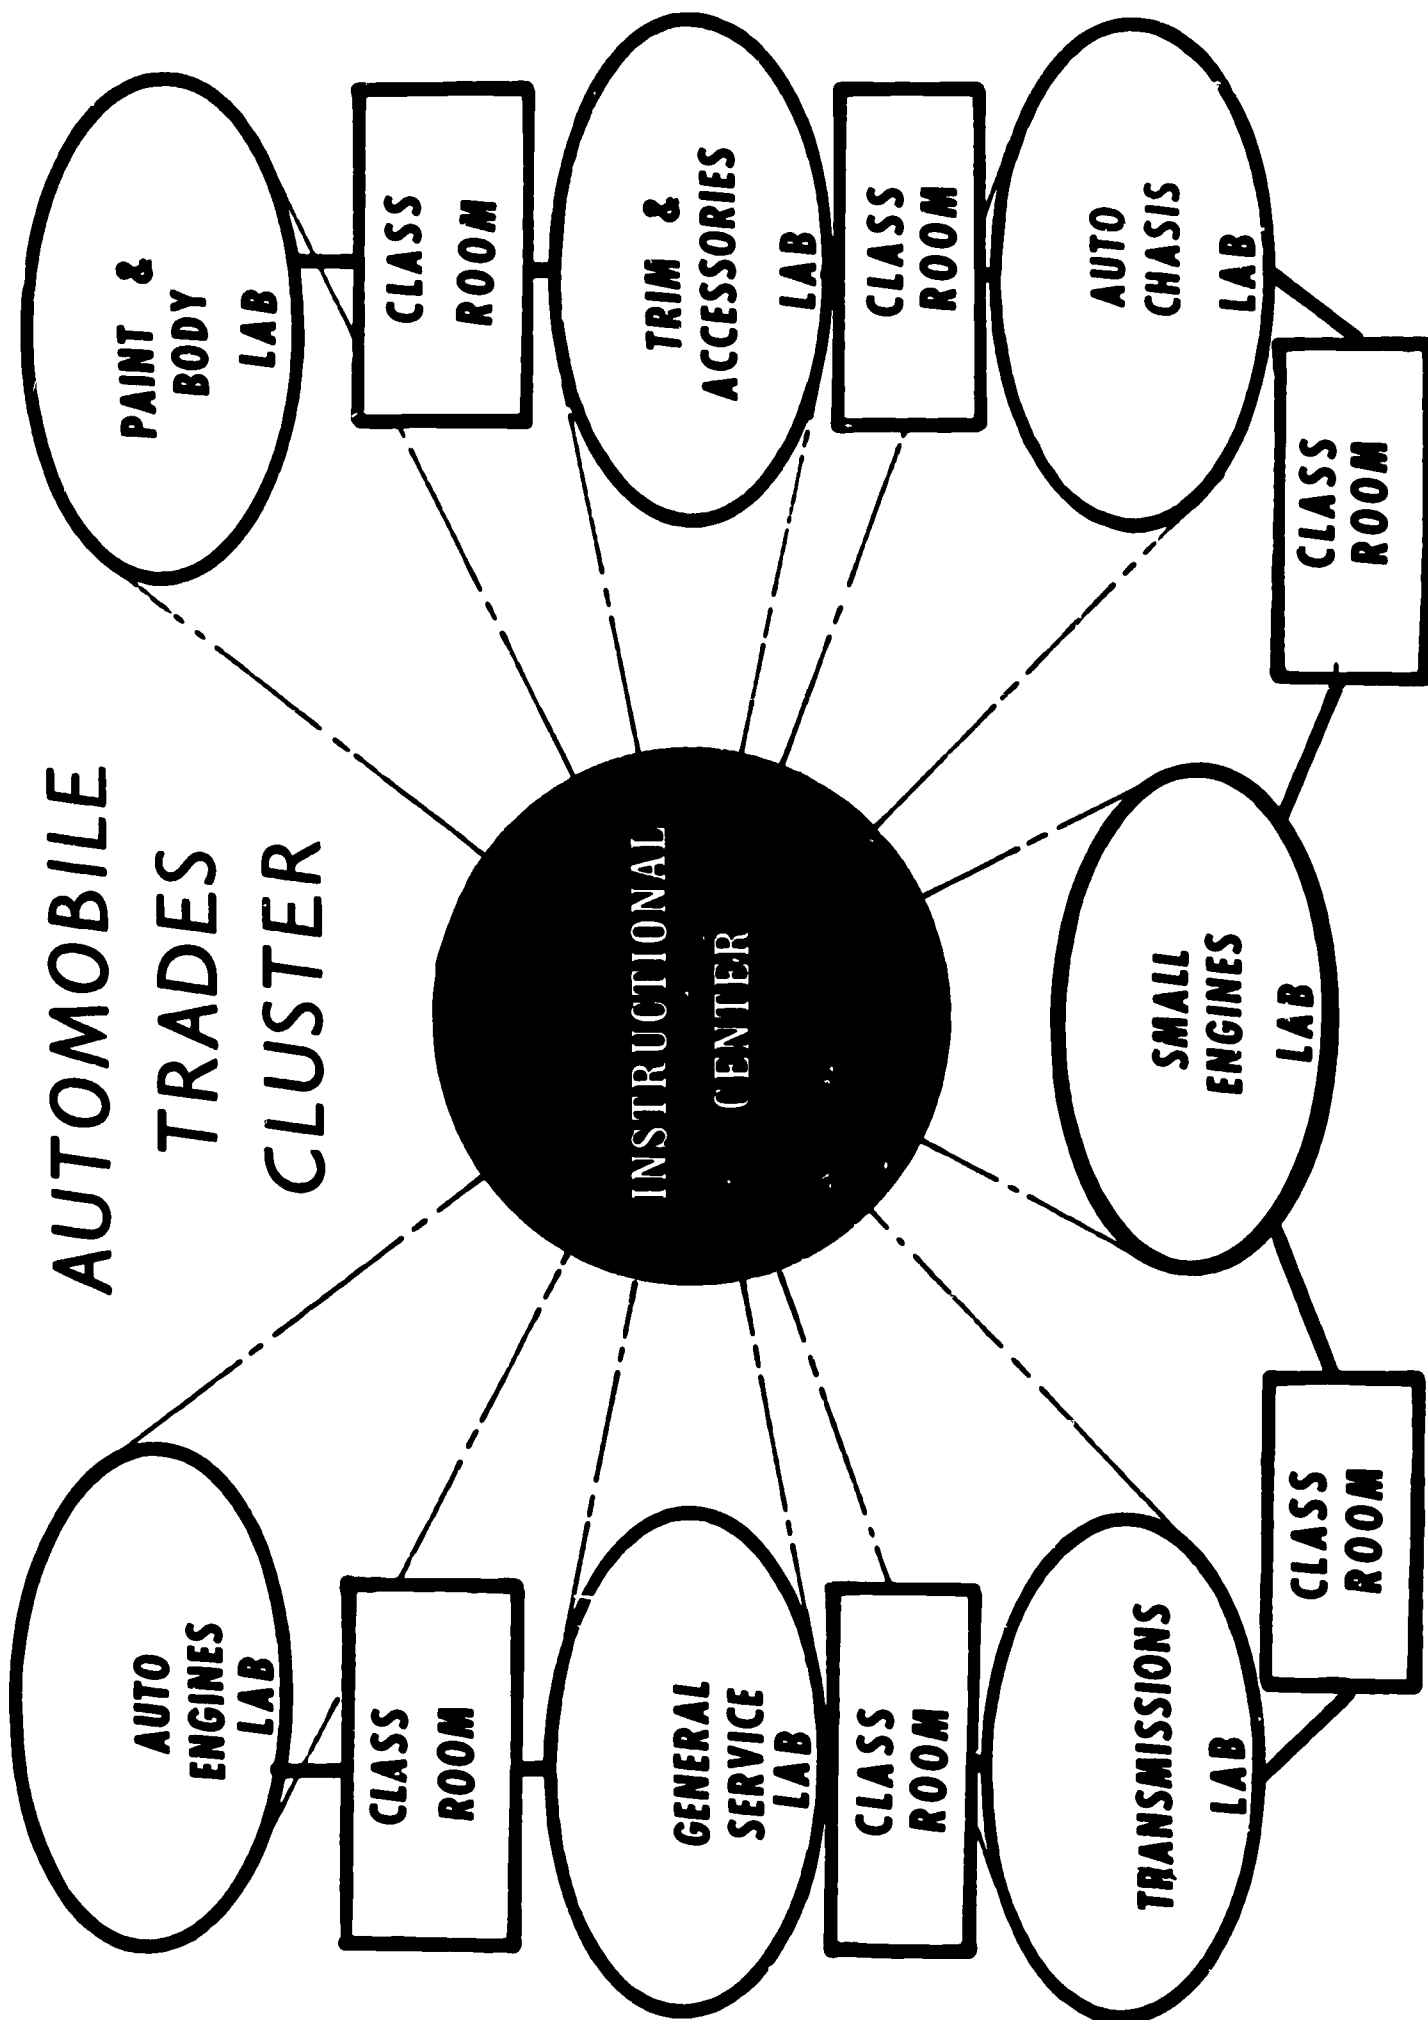 AUTOMOBILE
TRADES
CLUSTER
AUTO
ENGINES
LAB
PAINT &
BODY
LAB
CLASS
ROOM
CLASS
ROOM
INSTRUCTIONAL
CENTER
GENERAL
SERVICE
LAB
TRIM &
ACCESSORIES
LAB
CLASS
ROOM
CLASS
ROOM
TRANSMISSIONS
LAB
SMALL
ENGINES
LAB
AUTO
CHASIS
LAB
CLASS
ROOM
CLASS
ROOM